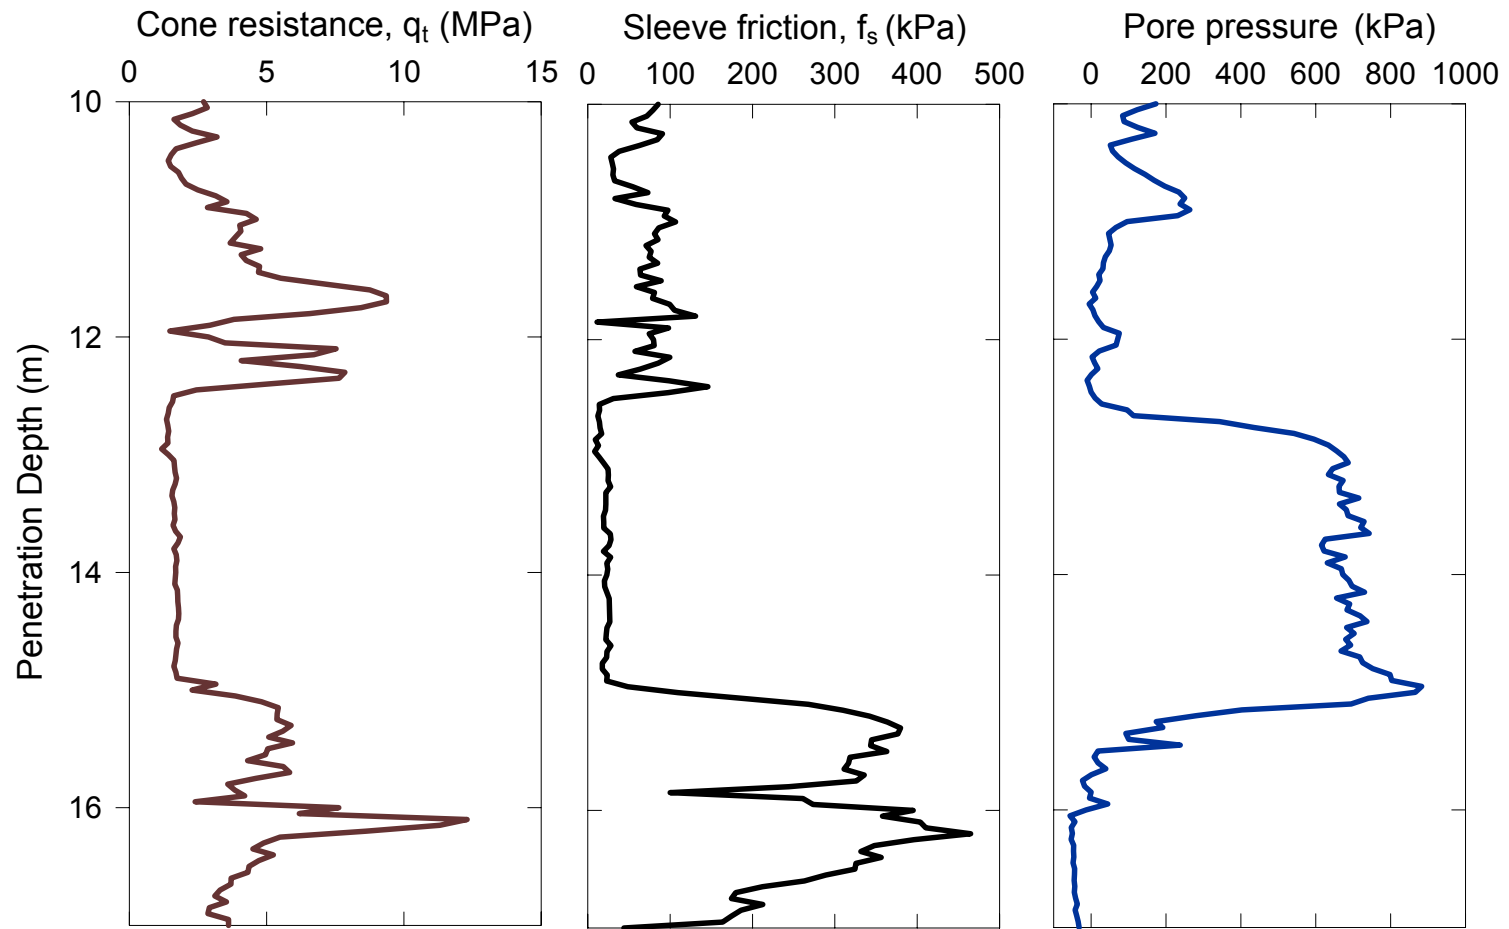 Cone resistance, qt (MPa)
0 5 10 15
Sleeve friction, fs (kPa)
0 100 200 300 400 500
Pore pressure (kPa)
0 200 400 600 800 1000
Penetration Depth (m)
10
12
14
16